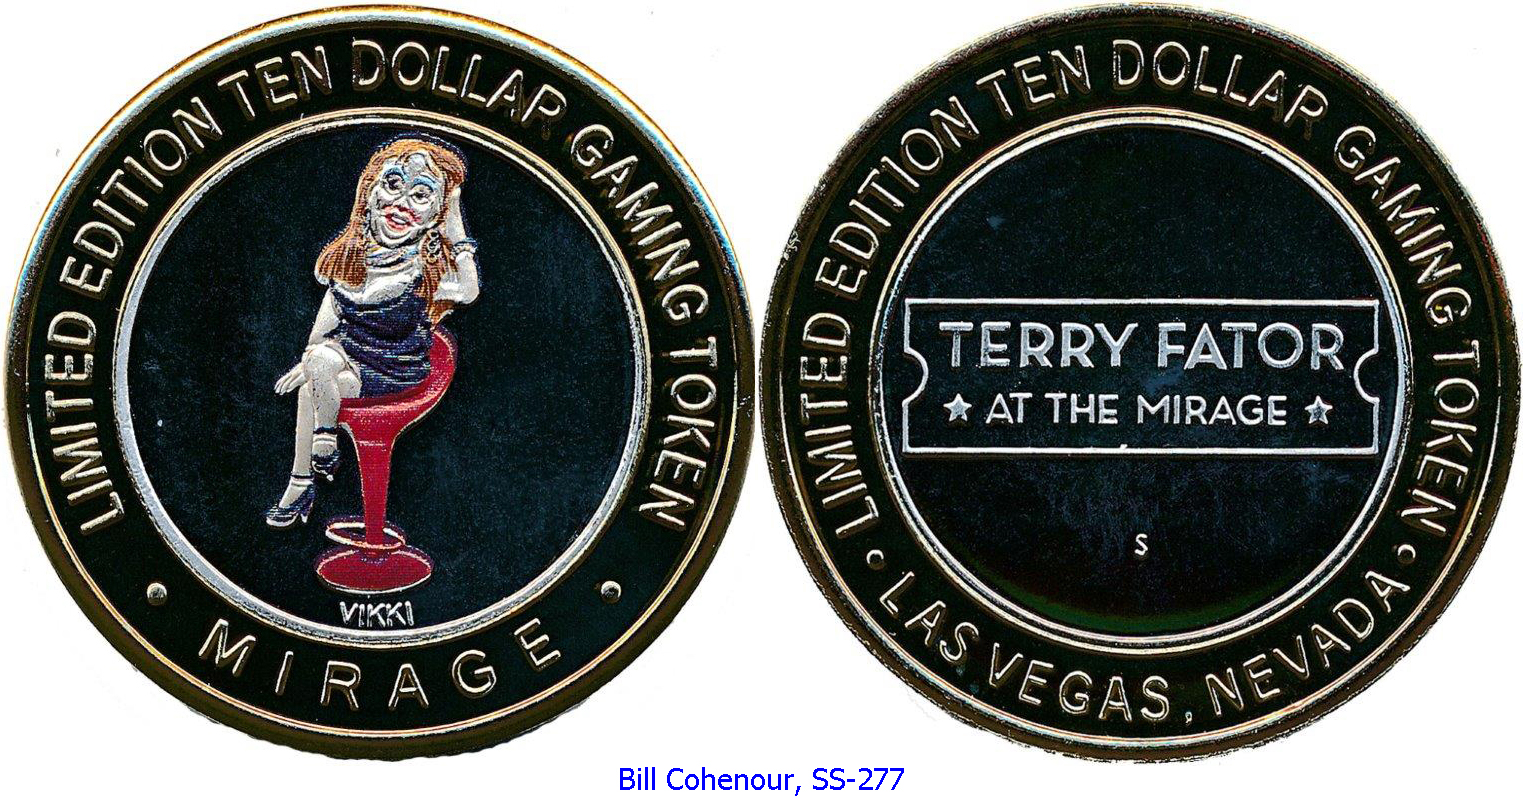 LIMITED EDITION TEN DOLLAR GAMING TOKEN
VIKKI
• MIRAGE •
LIMITED EDITION TEN DOLLAR GAMING TOKEN
TERRY FATOR
★ AT THE MIRAGE ★
S
• LAS VEGAS, NEVADA •
Bill Cohenour, SS-277